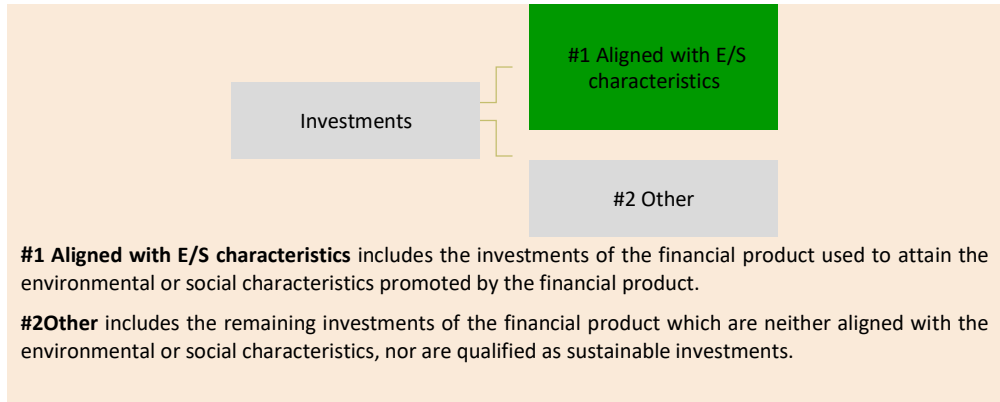 #1 Aligned with E/S
characteristics
Investments
#2 Other
#1 Aligned with E/S characteristics includes the investments of the financial product used to attain the
environmental or social characteristics promoted by the financial product.
#2Other includes the remaining investments of the financial product which are neither aligned with the
environmental or social characteristics, nor are qualified as sustainable investments.